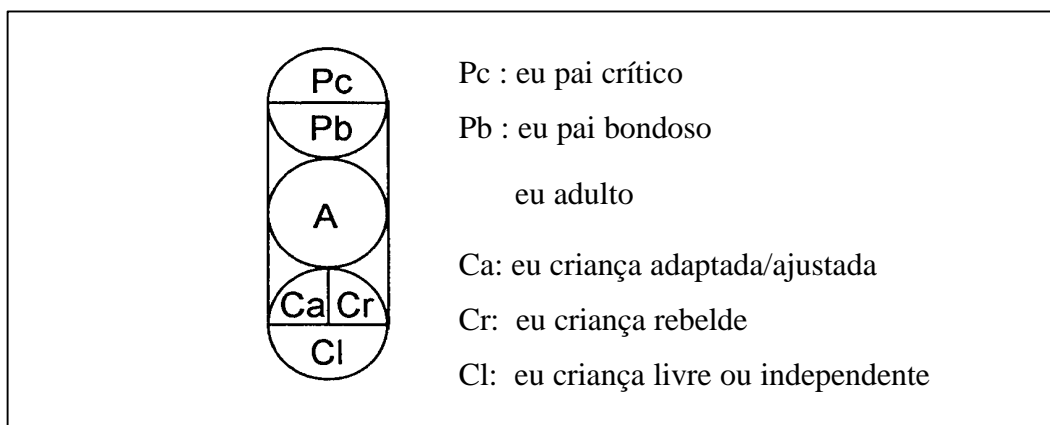 Pc
Pb
A
Ca Cr
Cl
Pc : eu pai crítico
Pb : eu pai bondoso
eu adulto
Ca: eu criança adaptada/ajustada
Cr: eu criança rebelde
Cl: eu criança livre ou independente